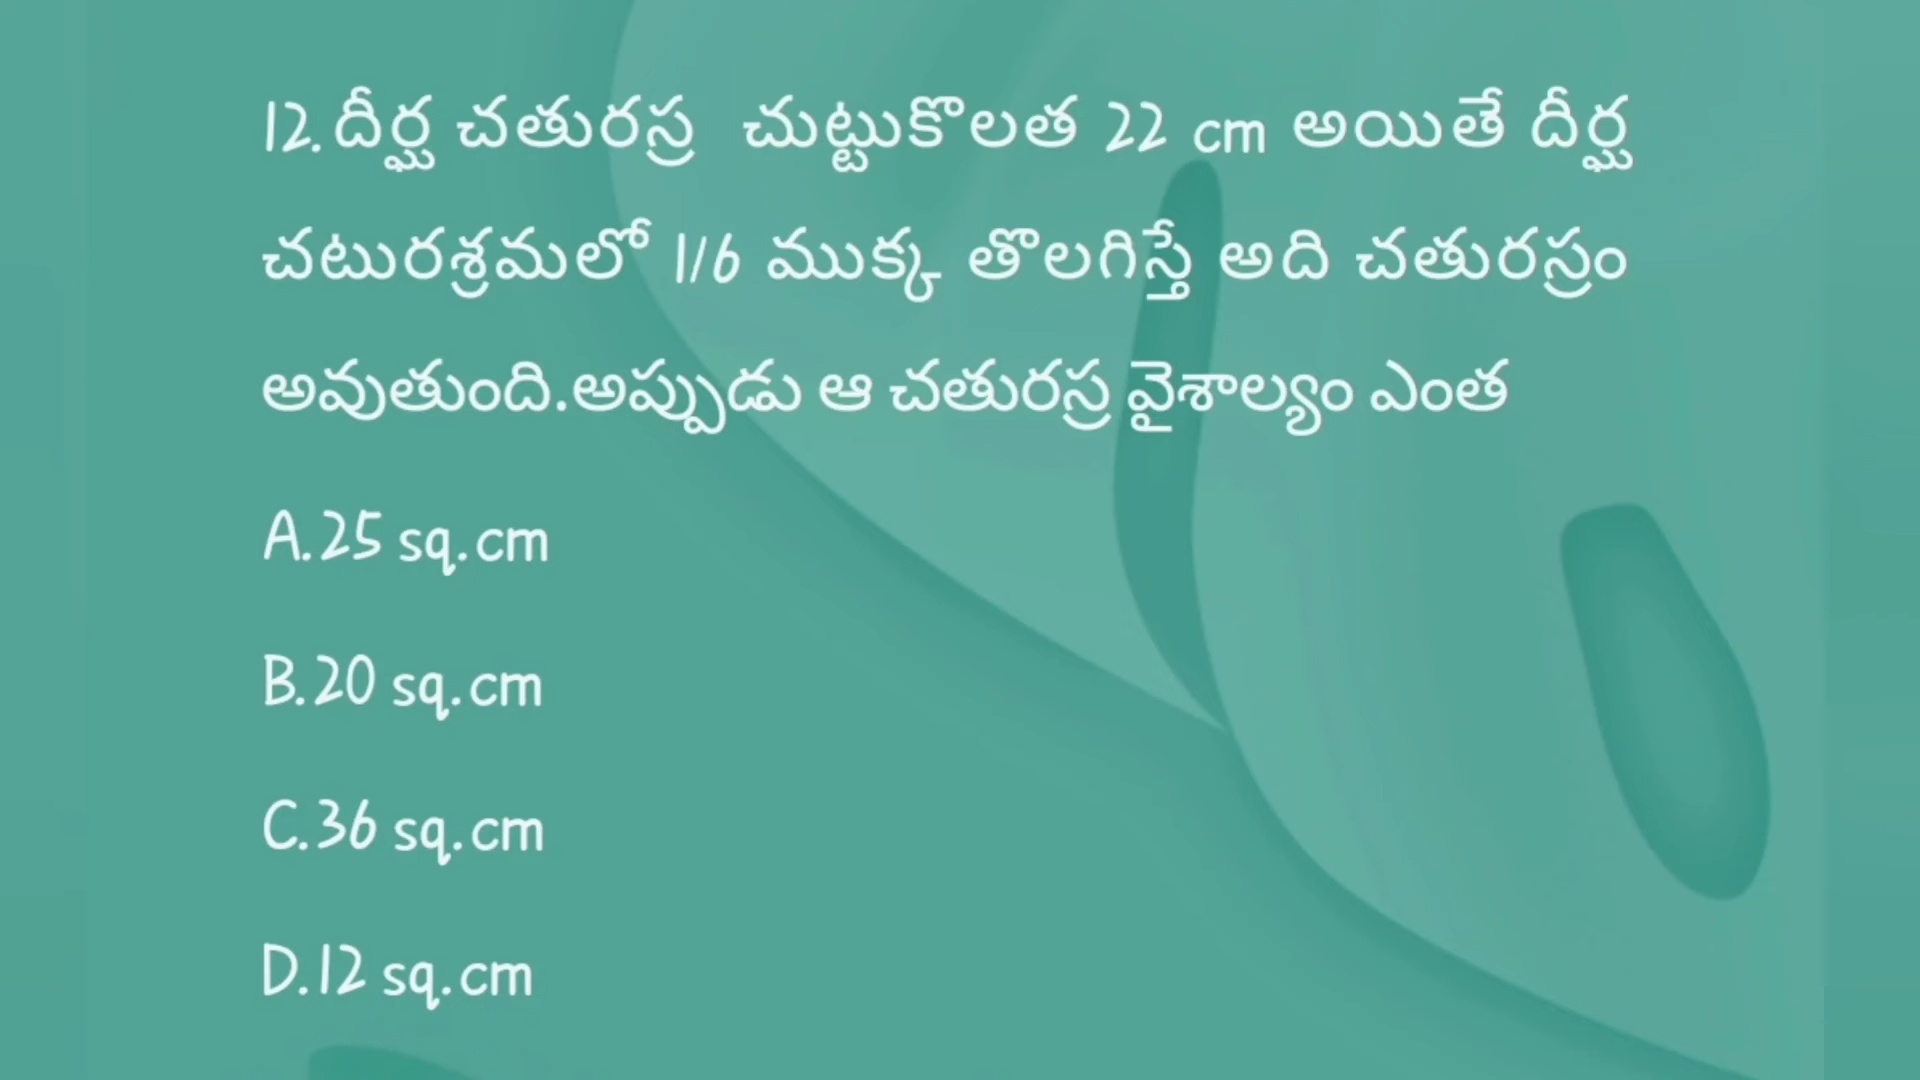 12. దీర్ఘ చతురస్ర చుట్టుకొలత 22 cm అయితే దీర్ఘ
చటురశ్రమలో 1/6 ముక్క తొలగిస్తే అది చతురస్రం
అవుతుంది.అప్పుడు ఆ చతురస్ర వైశాల్యం ఎంత
A.25 sq.cm
B.20 sq.cm
C.36 sq.cm
D.12 sq.cm